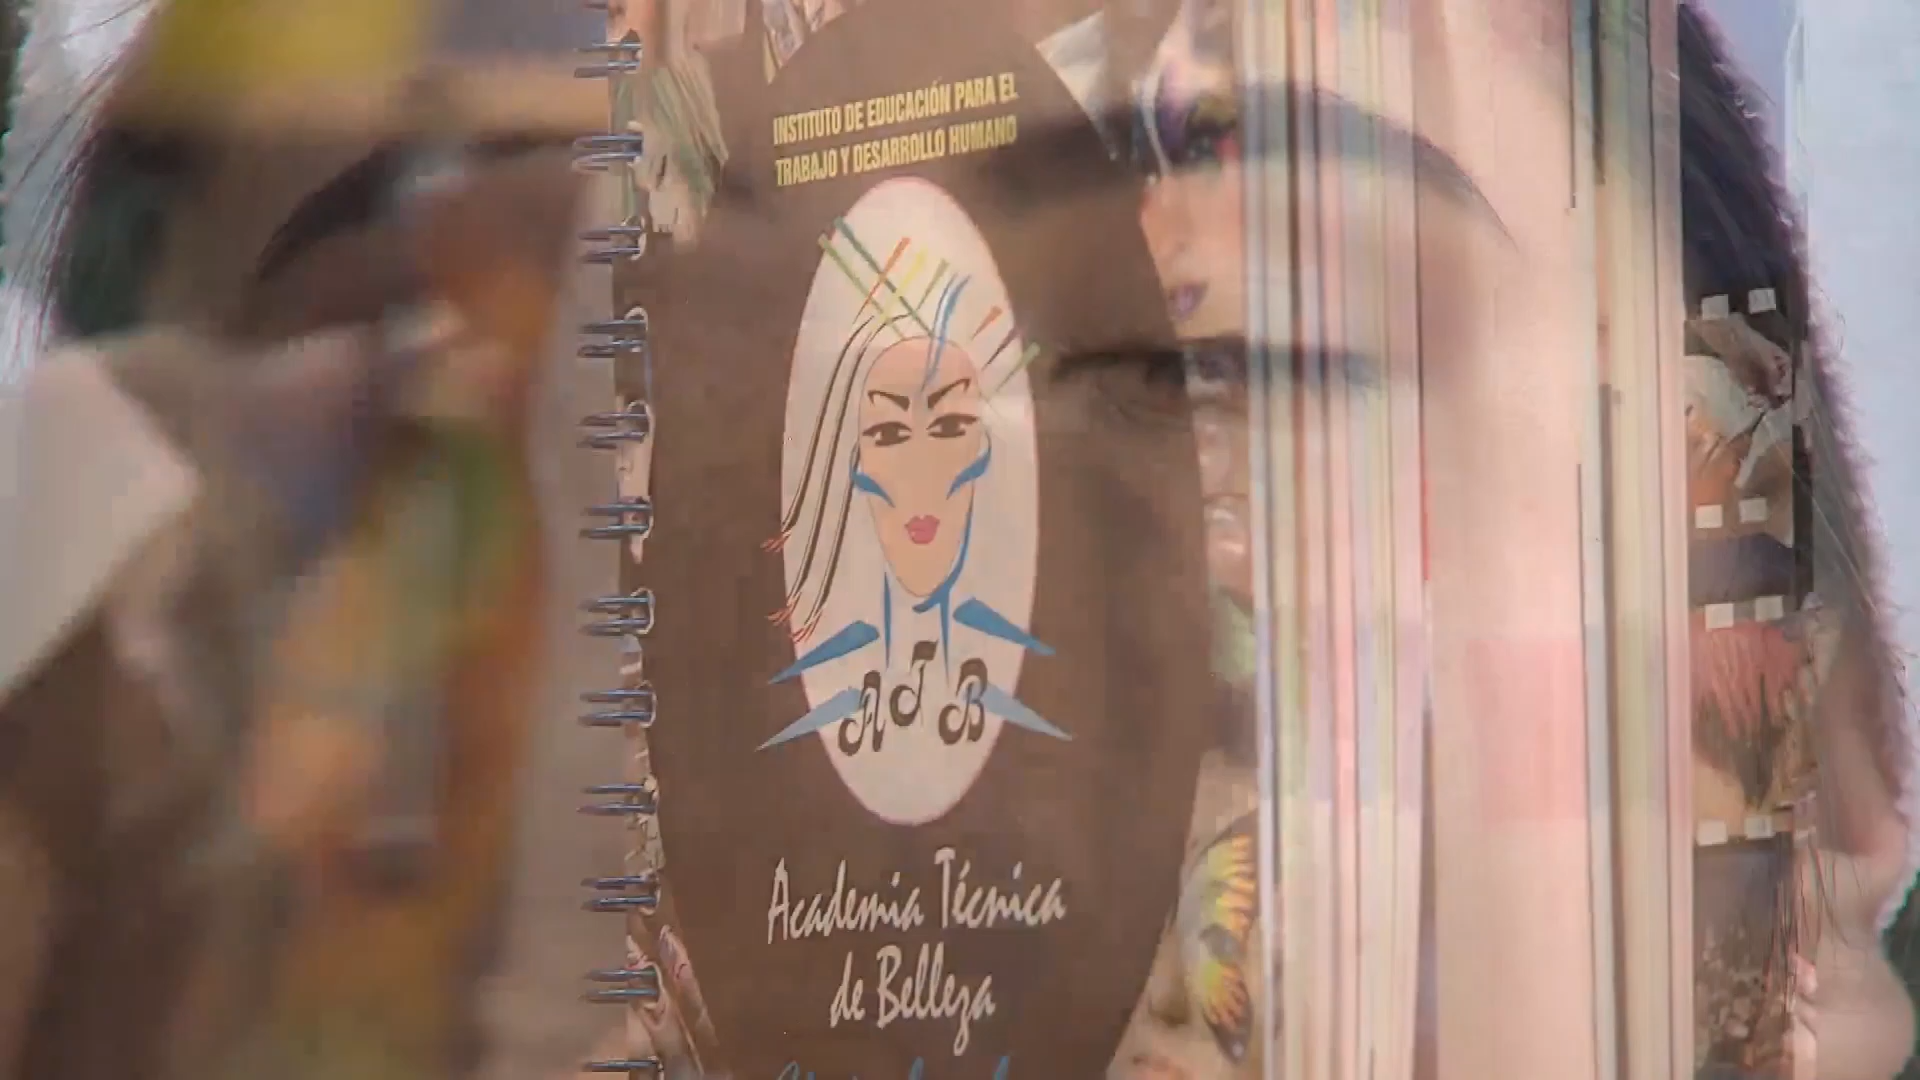 INSTITUTO DE EDUCACIÓN PARA EL
TRABAJO Y DESARROLLO HUMANO
ATB
Academia Técnica
de Belleza